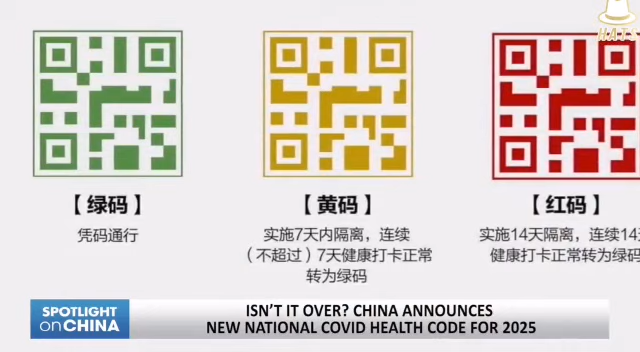 HATS
【绿码】
凭码通行
【黄码】
实施7天内隔离，连续
（不超过）7天健康打卡正常
转为绿码
【红码】
实施14天隔离，连续14天
健康打卡正常转为绿码
SPOTLIGHT
on CHINA
ISN'T IT OVER? CHINA ANNOUNCES
NEW NATIONAL COVID HEALTH CODE FOR 2025